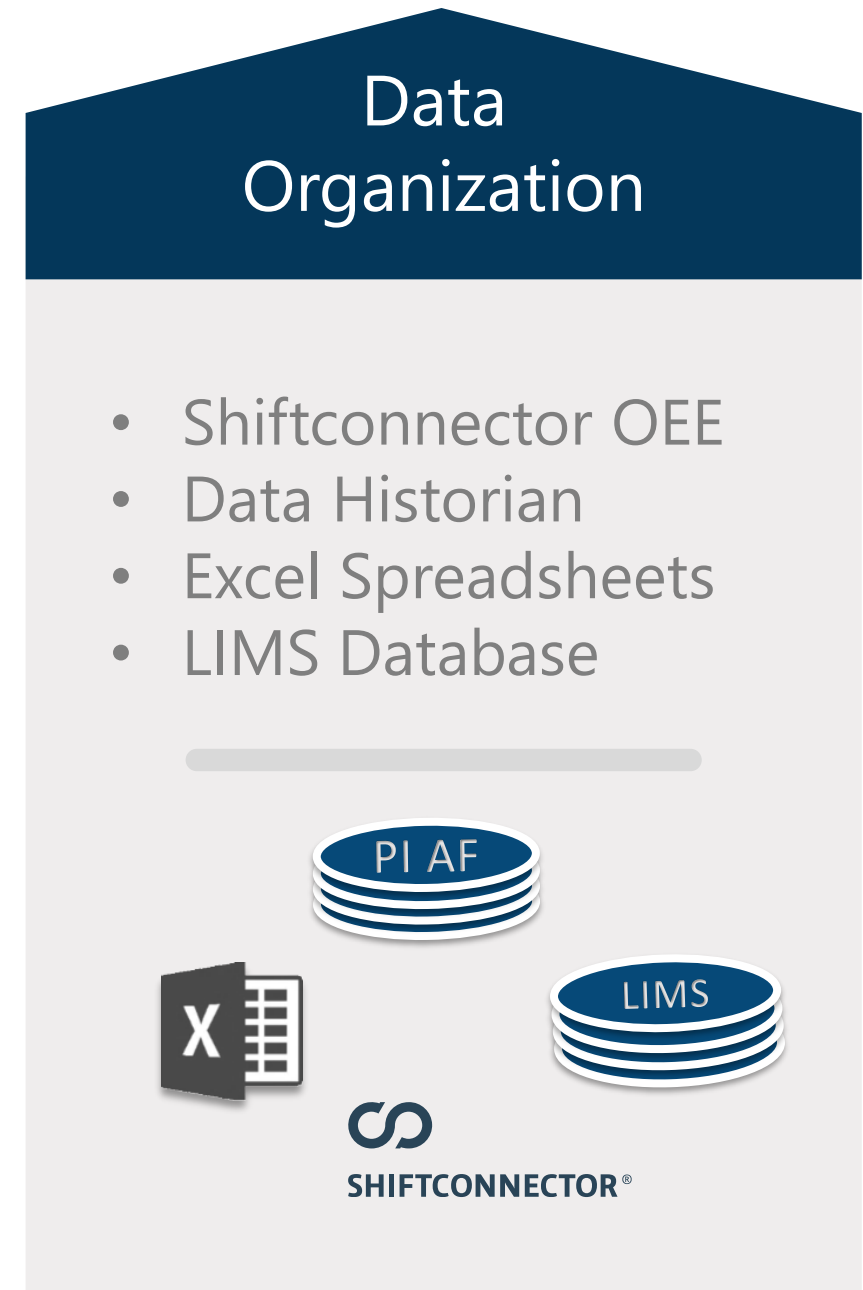 Data
Organization
• Shiftconnector OEE
• Data Historian
• Excel Spreadsheets
• LIMS Database
PI AF
LIMS
X
SHIFTCONNECTOR®